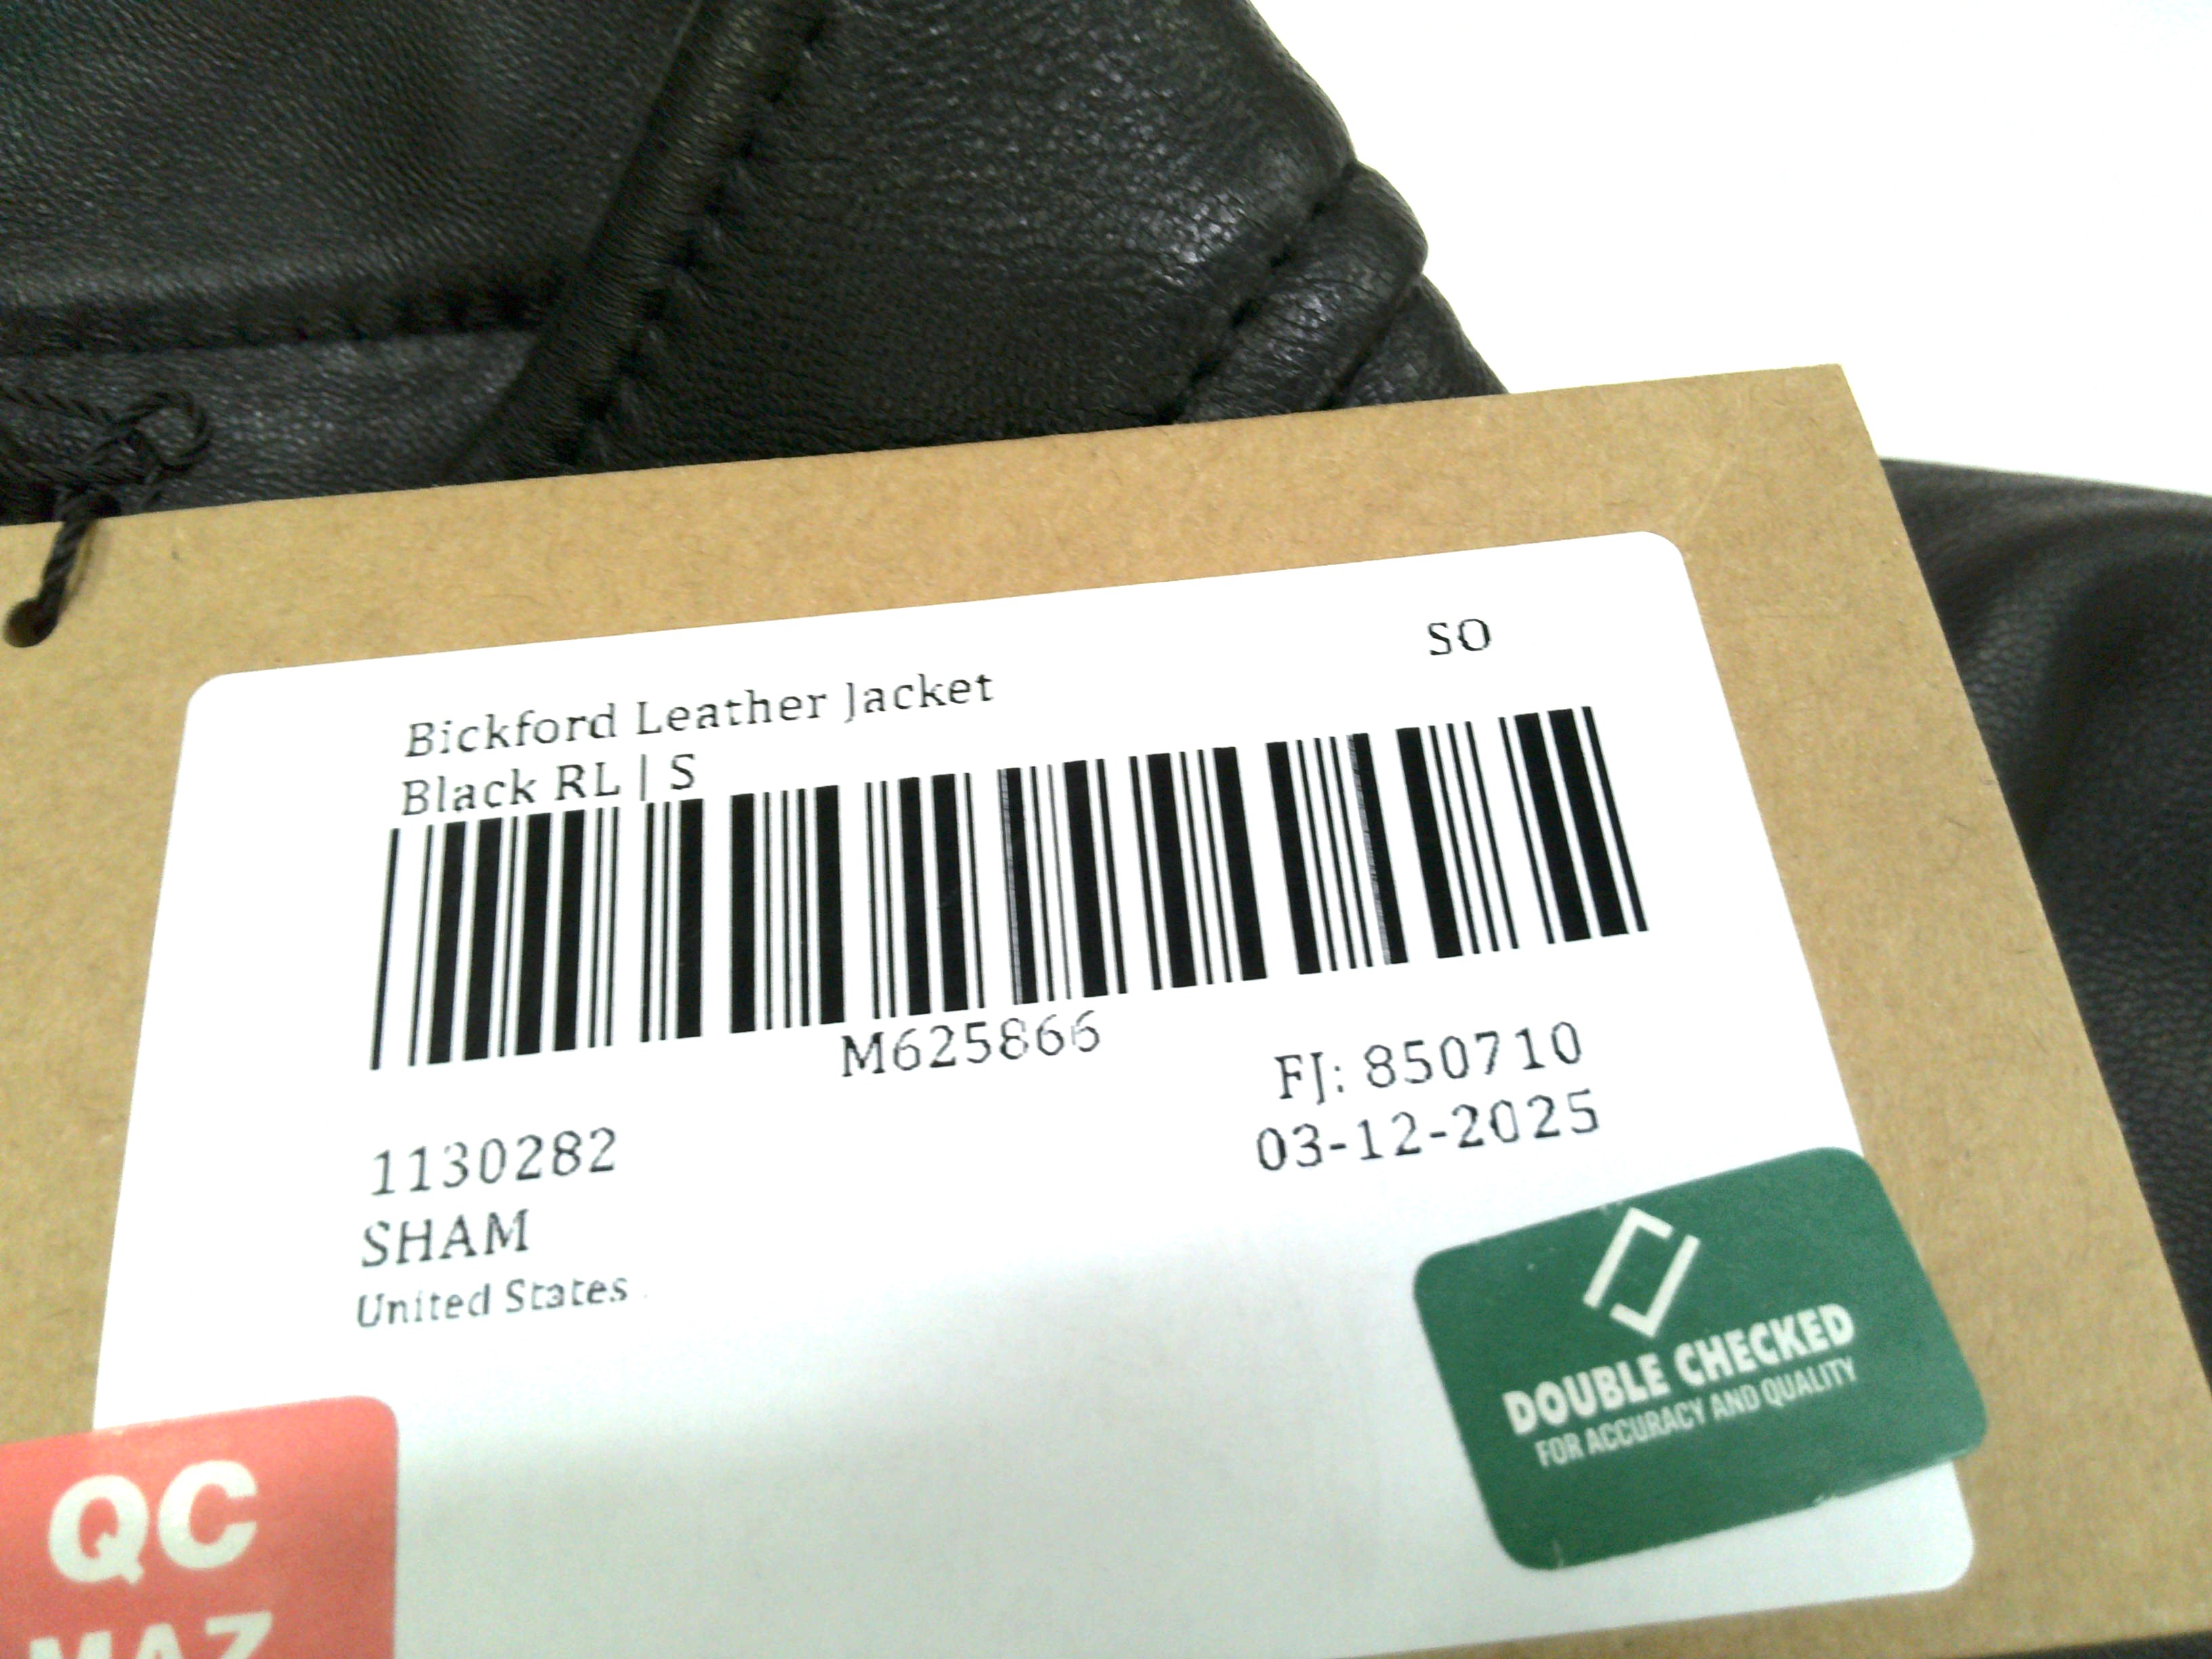 SO
Bickford Leather Jacket
Black RL | S
M625866
FJ: 850710
03-12-2025
1130282
SHAM
United States
DOUBLE CHECKED
FOR ACCURACY AND QUALITY
QC
MAZ